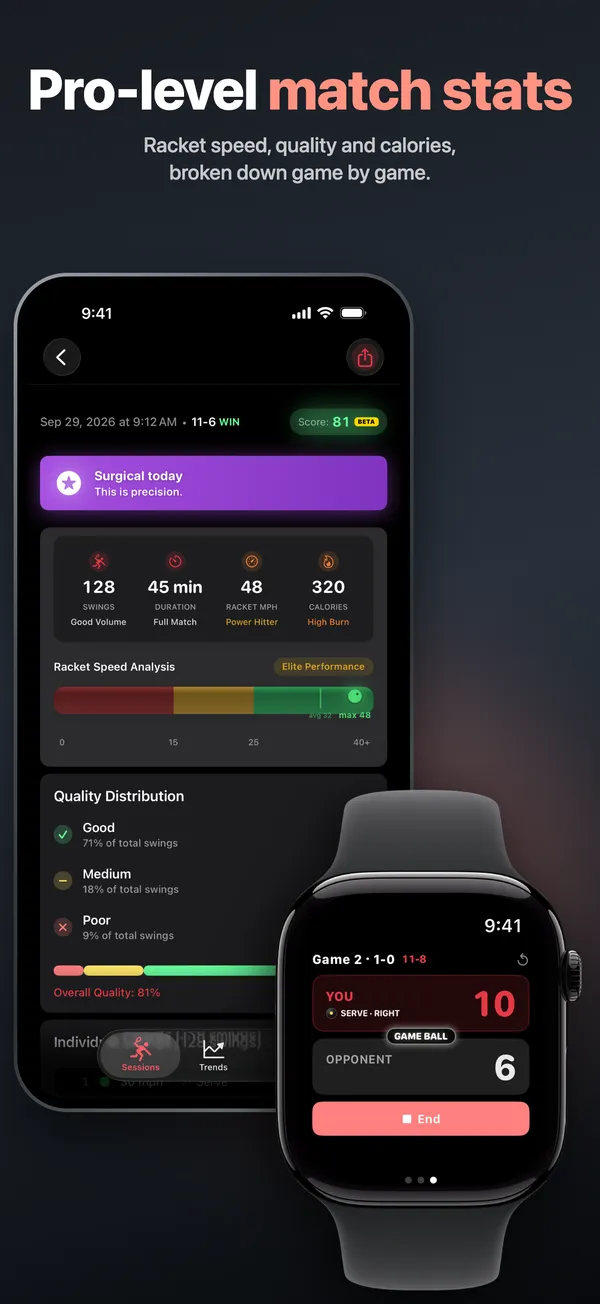 Pro-level match stats
Racket speed, quality and calories,
broken down game by game.
9:41
Sep 29, 2026 at 9:12 AM • 11-6 WIN
Score: 81 BETA
Surgical today
This is precision.
128
SWINGS
Good Volume
45 min
DURATION
Full Match
48
RACKET MPH
Power Hitter
320
CALORIES
High Burn
Racket Speed Analysis
Elite Performance
avg 32 max 48
0 15 25 40+
Quality Distribution
Good
71% of total swings
Medium
18% of total swings
Poor
9% of total swings
Overall Quality: 81%
Sessions
Trends
1 30 mph Serve
9:41
Game 2 · 1-0 11-8
YOU
SERVE · RIGHT
10
GAME BALL
OPPONENT
6
End